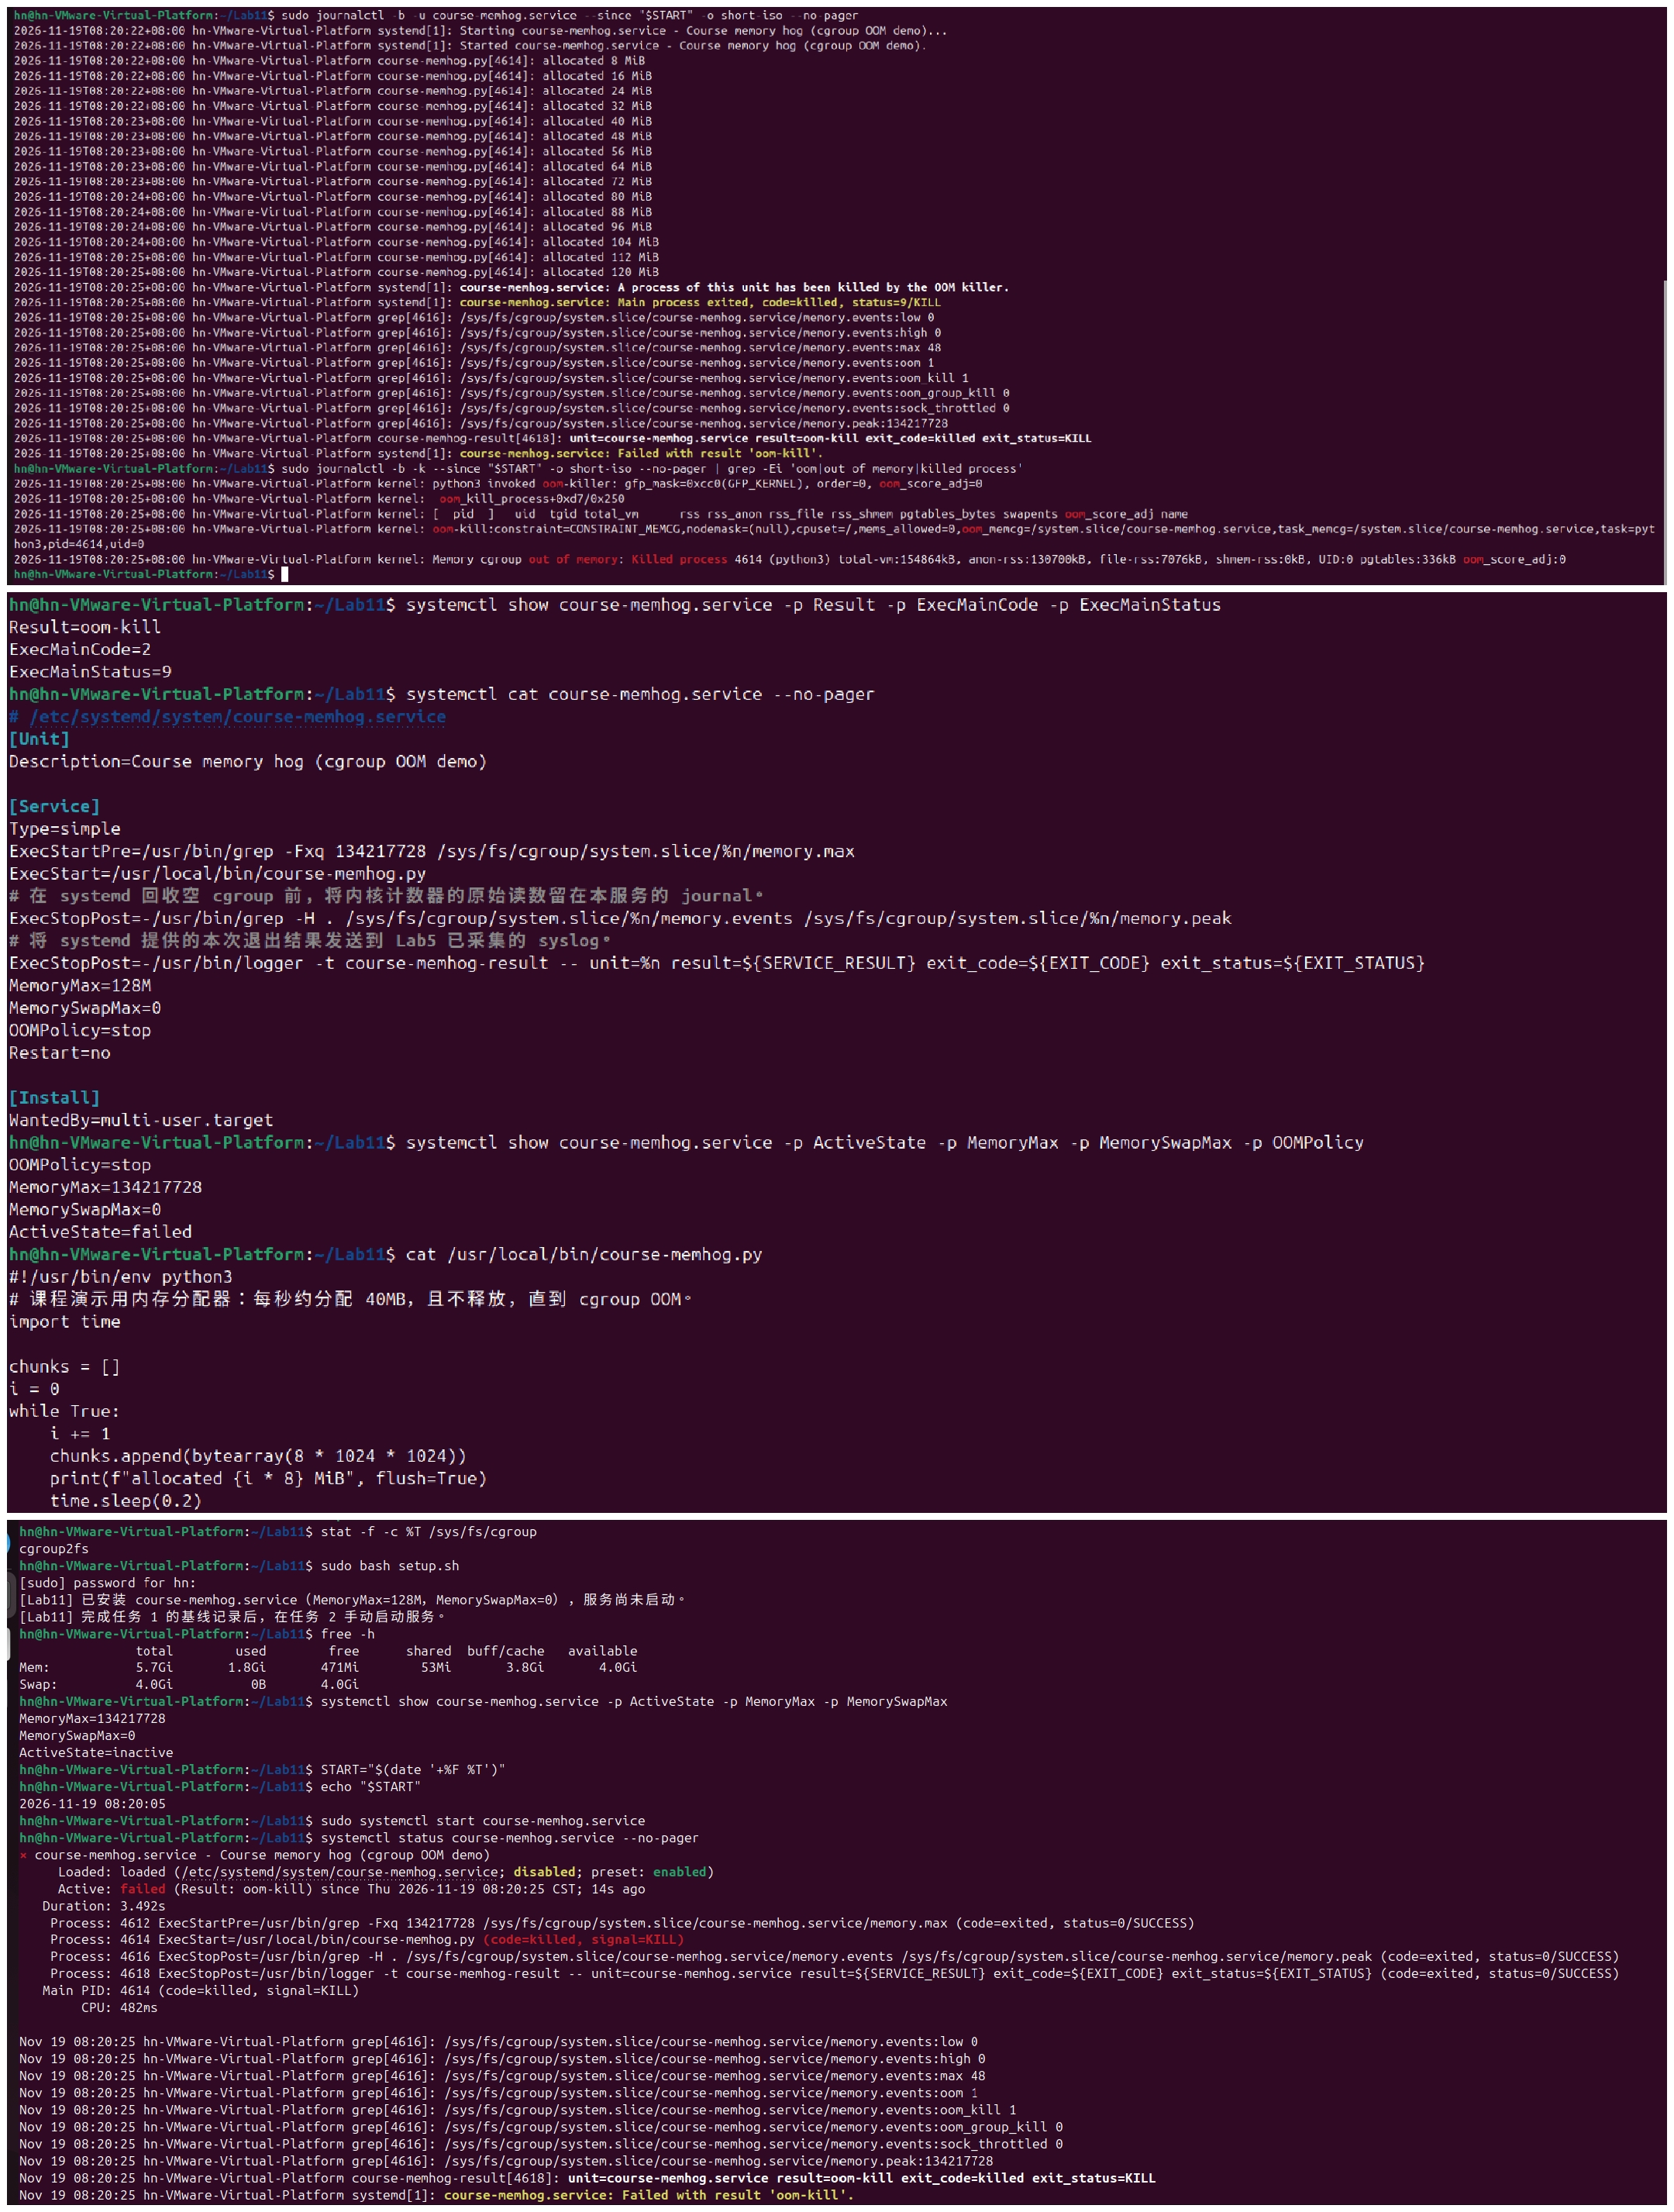 hn@hn-VMware-Virtual-Platform:~/Lab11$ sudo journalctl -b -u course-memhog.service --since "$START" -o short-iso --no-pager
2026-11-19T08:20:22+08:00 hn-VMware-Virtual-Platform systemd[1]: Starting course-memhog.service - Course memory hog (cgroup OOM demo)...
2026-11-19T08:20:22+08:00 hn-VMware-Virtual-Platform systemd[1]: Started course-memhog.service - Course memory hog (cgroup OOM demo).
2026-11-19T08:20:22+08:00 hn-VMware-Virtual-Platform course-memhog.py[4614]: allocated 8 MiB
2026-11-19T08:20:22+08:00 hn-VMware-Virtual-Platform course-memhog.py[4614]: allocated 16 MiB
2026-11-19T08:20:22+08:00 hn-VMware-Virtual-Platform course-memhog.py[4614]: allocated 24 MiB
2026-11-19T08:20:22+08:00 hn-VMware-Virtual-Platform course-memhog.py[4614]: allocated 32 MiB
2026-11-19T08:20:23+08:00 hn-VMware-Virtual-Platform course-memhog.py[4614]: allocated 40 MiB
2026-11-19T08:20:23+08:00 hn-VMware-Virtual-Platform course-memhog.py[4614]: allocated 48 MiB
2026-11-19T08:20:23+08:00 hn-VMware-Virtual-Platform course-memhog.py[4614]: allocated 56 MiB
2026-11-19T08:20:23+08:00 hn-VMware-Virtual-Platform course-memhog.py[4614]: allocated 64 MiB
2026-11-19T08:20:23+08:00 hn-VMware-Virtual-Platform course-memhog.py[4614]: allocated 72 MiB
2026-11-19T08:20:24+08:00 hn-VMware-Virtual-Platform course-memhog.py[4614]: allocated 80 MiB
2026-11-19T08:20:24+08:00 hn-VMware-Virtual-Platform course-memhog.py[4614]: allocated 88 MiB
2026-11-19T08:20:24+08:00 hn-VMware-Virtual-Platform course-memhog.py[4614]: allocated 96 MiB
2026-11-19T08:20:24+08:00 hn-VMware-Virtual-Platform course-memhog.py[4614]: allocated 104 MiB
2026-11-19T08:20:25+08:00 hn-VMware-Virtual-Platform course-memhog.py[4614]: allocated 112 MiB
2026-11-19T08:20:25+08:00 hn-VMware-Virtual-Platform course-memhog.py[4614]: allocated 120 MiB
2026-11-19T08:20:25+08:00 hn-VMware-Virtual-Platform systemd[1]: course-memhog.service: A process of this unit has been killed by the OOM killer.
2026-11-19T08:20:25+08:00 hn-VMware-Virtual-Platform systemd[1]: course-memhog.service: Main process exited, code=killed, status=9/KILL
2026-11-19T08:20:25+08:00 hn-VMware-Virtual-Platform grep[4616]: /sys/fs/cgroup/system.slice/course-memhog.service/memory.events:low 0
2026-11-19T08:20:25+08:00 hn-VMware-Virtual-Platform grep[4616]: /sys/fs/cgroup/system.slice/course-memhog.service/memory.events:high 0
2026-11-19T08:20:25+08:00 hn-VMware-Virtual-Platform grep[4616]: /sys/fs/cgroup/system.slice/course-memhog.service/memory.events:max 48
2026-11-19T08:20:25+08:00 hn-VMware-Virtual-Platform grep[4616]: /sys/fs/cgroup/system.slice/course-memhog.service/memory.events:oom 1
2026-11-19T08:20:25+08:00 hn-VMware-Virtual-Platform grep[4616]: /sys/fs/cgroup/system.slice/course-memhog.service/memory.events:oom_kill 1
2026-11-19T08:20:25+08:00 hn-VMware-Virtual-Platform grep[4616]: /sys/fs/cgroup/system.slice/course-memhog.service/memory.events:oom_group_kill 0
2026-11-19T08:20:25+08:00 hn-VMware-Virtual-Platform grep[4616]: /sys/fs/cgroup/system.slice/course-memhog.service/memory.events:sock_throttled 0
2026-11-19T08:20:25+08:00 hn-VMware-Virtual-Platform grep[4616]: /sys/fs/cgroup/system.slice/course-memhog.service/memory.peak:134217728
2026-11-19T08:20:25+08:00 hn-VMware-Virtual-Platform course-memhog-result[4618]: unit=course-memhog.service result=oom-kill exit_code=killed exit_status=KILL
2026-11-19T08:20:25+08:00 hn-VMware-Virtual-Platform systemd[1]: course-memhog.service: Failed with result 'oom-kill'.
hn@hn-VMware-Virtual-Platform:~/Lab11$ sudo journalctl -b -k --since "$START" -o short-iso --no-pager | grep -Ei 'oom|out of memory|killed process'
2026-11-19T08:20:25+08:00 hn-VMware-Virtual-Platform kernel: python3 invoked oom-killer: gfp_mask=0xcc0(GFP_KERNEL), order=0, oom_score_adj=0
2026-11-19T08:20:25+08:00 hn-VMware-Virtual-Platform kernel:  oom_kill_process+0xd7/0x250
2026-11-19T08:20:25+08:00 hn-VMware-Virtual-Platform kernel: [  pid  ]   uid  tgid total_vm      rss rss_anon rss_file rss_shmem pgtables_bytes swapents oom_score_adj name
2026-11-19T08:20:25+08:00 hn-VMware-Virtual-Platform kernel: oom-kill:constraint=CONSTRAINT_MEMCG,nodemask=(null),cpuset=/,mems_allowed=0,oom_memcg=/system.slice/course-memhog.service,task_memcg=/system.slice/course-memhog.service,task=pyt
hon3,pid=4614,uid=0
2026-11-19T08:20:25+08:00 hn-VMware-Virtual-Platform kernel: Memory cgroup out of memory: Killed process 4614 (python3) total-vm:154864kB, anon-rss:130700kB, file-rss:7076kB, shmem-rss:0kB, UID:0 pgtables:336kB oom_score_adj:0
hn@hn-VMware-Virtual-Platform:~/Lab11$
hn@hn-VMware-Virtual-Platform:~/Lab11$ systemctl show course-memhog.service -p Result -p ExecMainCode -p ExecMainStatus
Result=oom-kill
ExecMainCode=2
ExecMainStatus=9
hn@hn-VMware-Virtual-Platform:~/Lab11$ systemctl cat course-memhog.service --no-pager
# /etc/systemd/system/course-memhog.service
[Unit]
Description=Course memory hog (cgroup OOM demo)
[Service]
Type=simple
ExecStartPre=/usr/bin/grep -Fxq 134217728 /sys/fs/cgroup/system.slice/%n/memory.max
ExecStart=/usr/local/bin/course-memhog.py
# 在 systemd 回收空 cgroup 前，将内核计数器的原始读数留在本服务的 journal。
ExecStopPost=-/usr/bin/grep -H . /sys/fs/cgroup/system.slice/%n/memory.events /sys/fs/cgroup/system.slice/%n/memory.peak
# 将 systemd 提供的本次退出结果发送到 Lab5 已采集的 syslog。
ExecStopPost=-/usr/bin/logger -t course-memhog-result -- unit=%n result=${SERVICE_RESULT} exit_code=${EXIT_CODE} exit_status=${EXIT_STATUS}
MemoryMax=128M
MemorySwapMax=0
OOMPolicy=stop
Restart=no
[Install]
WantedBy=multi-user.target
hn@hn-VMware-Virtual-Platform:~/Lab11$ systemctl show course-memhog.service -p ActiveState -p MemoryMax -p MemorySwapMax -p OOMPolicy
OOMPolicy=stop
MemoryMax=134217728
MemorySwapMax=0
ActiveState=failed
hn@hn-VMware-Virtual-Platform:~/Lab11$ cat /usr/local/bin/course-memhog.py
#!/usr/bin/env python3
# 课程演示用内存分配器：每秒约分配 40MB，且不释放，直到 cgroup OOM。
import time
chunks = []
i = 0
while True:
    i += 1
    chunks.append(bytearray(8 * 1024 * 1024))
    print(f"allocated {i * 8} MiB", flush=True)
    time.sleep(0.2)
hn@hn-VMware-Virtual-Platform:~/Lab11$ stat -f -c %T /sys/fs/cgroup
cgroup2fs
hn@hn-VMware-Virtual-Platform:~/Lab11$ sudo bash setup.sh
[sudo] password for hn:
[Lab11] 已安装 course-memhog.service（MemoryMax=128M，MemorySwapMax=0），服务尚未启动。
[Lab11] 完成任务 1 的基线记录后，在任务 2 手动启动服务。
hn@hn-VMware-Virtual-Platform:~/Lab11$ free -h
               total        used        free      shared  buff/cache   available
Mem:           5.7Gi       1.8Gi       471Mi        53Mi       3.8Gi       4.0Gi
Swap:          4.0Gi          0B       4.0Gi
hn@hn-VMware-Virtual-Platform:~/Lab11$ systemctl show course-memhog.service -p ActiveState -p MemoryMax -p MemorySwapMax
MemoryMax=134217728
MemorySwapMax=0
ActiveState=inactive
hn@hn-VMware-Virtual-Platform:~/Lab11$ START="$(date '+%F %T')"
hn@hn-VMware-Virtual-Platform:~/Lab11$ echo "$START"
2026-11-19 08:20:05
hn@hn-VMware-Virtual-Platform:~/Lab11$ sudo systemctl start course-memhog.service
hn@hn-VMware-Virtual-Platform:~/Lab11$ systemctl status course-memhog.service --no-pager
× course-memhog.service - Course memory hog (cgroup OOM demo)
     Loaded: loaded (/etc/systemd/system/course-memhog.service; disabled; preset: enabled)
     Active: failed (Result: oom-kill) since Thu 2026-11-19 08:20:25 CST; 14s ago
   Duration: 3.492s
    Process: 4612 ExecStartPre=/usr/bin/grep -Fxq 134217728 /sys/fs/cgroup/system.slice/course-memhog.service/memory.max (code=exited, status=0/SUCCESS)
    Process: 4614 ExecStart=/usr/local/bin/course-memhog.py (code=killed, signal=KILL)
    Process: 4616 ExecStopPost=/usr/bin/grep -H . /sys/fs/cgroup/system.slice/course-memhog.service/memory.events /sys/fs/cgroup/system.slice/course-memhog.service/memory.peak (code=exited, status=0/SUCCESS)
    Process: 4618 ExecStopPost=/usr/bin/logger -t course-memhog-result -- unit=course-memhog.service result=${SERVICE_RESULT} exit_code=${EXIT_CODE} exit_status=${EXIT_STATUS} (code=exited, status=0/SUCCESS)
   Main PID: 4614 (code=killed, signal=KILL)
        CPU: 482ms
Nov 19 08:20:25 hn-VMware-Virtual-Platform grep[4616]: /sys/fs/cgroup/system.slice/course-memhog.service/memory.events:low 0
Nov 19 08:20:25 hn-VMware-Virtual-Platform grep[4616]: /sys/fs/cgroup/system.slice/course-memhog.service/memory.events:high 0
Nov 19 08:20:25 hn-VMware-Virtual-Platform grep[4616]: /sys/fs/cgroup/system.slice/course-memhog.service/memory.events:max 48
Nov 19 08:20:25 hn-VMware-Virtual-Platform grep[4616]: /sys/fs/cgroup/system.slice/course-memhog.service/memory.events:oom 1
Nov 19 08:20:25 hn-VMware-Virtual-Platform grep[4616]: /sys/fs/cgroup/system.slice/course-memhog.service/memory.events:oom_kill 1
Nov 19 08:20:25 hn-VMware-Virtual-Platform grep[4616]: /sys/fs/cgroup/system.slice/course-memhog.service/memory.events:oom_group_kill 0
Nov 19 08:20:25 hn-VMware-Virtual-Platform grep[4616]: /sys/fs/cgroup/system.slice/course-memhog.service/memory.events:sock_throttled 0
Nov 19 08:20:25 hn-VMware-Virtual-Platform grep[4616]: /sys/fs/cgroup/system.slice/course-memhog.service/memory.peak:134217728
Nov 19 08:20:25 hn-VMware-Virtual-Platform course-memhog-result[4618]: unit=course-memhog.service result=oom-kill exit_code=killed exit_status=KILL
Nov 19 08:20:25 hn-VMware-Virtual-Platform systemd[1]: course-memhog.service: Failed with result 'oom-kill'.